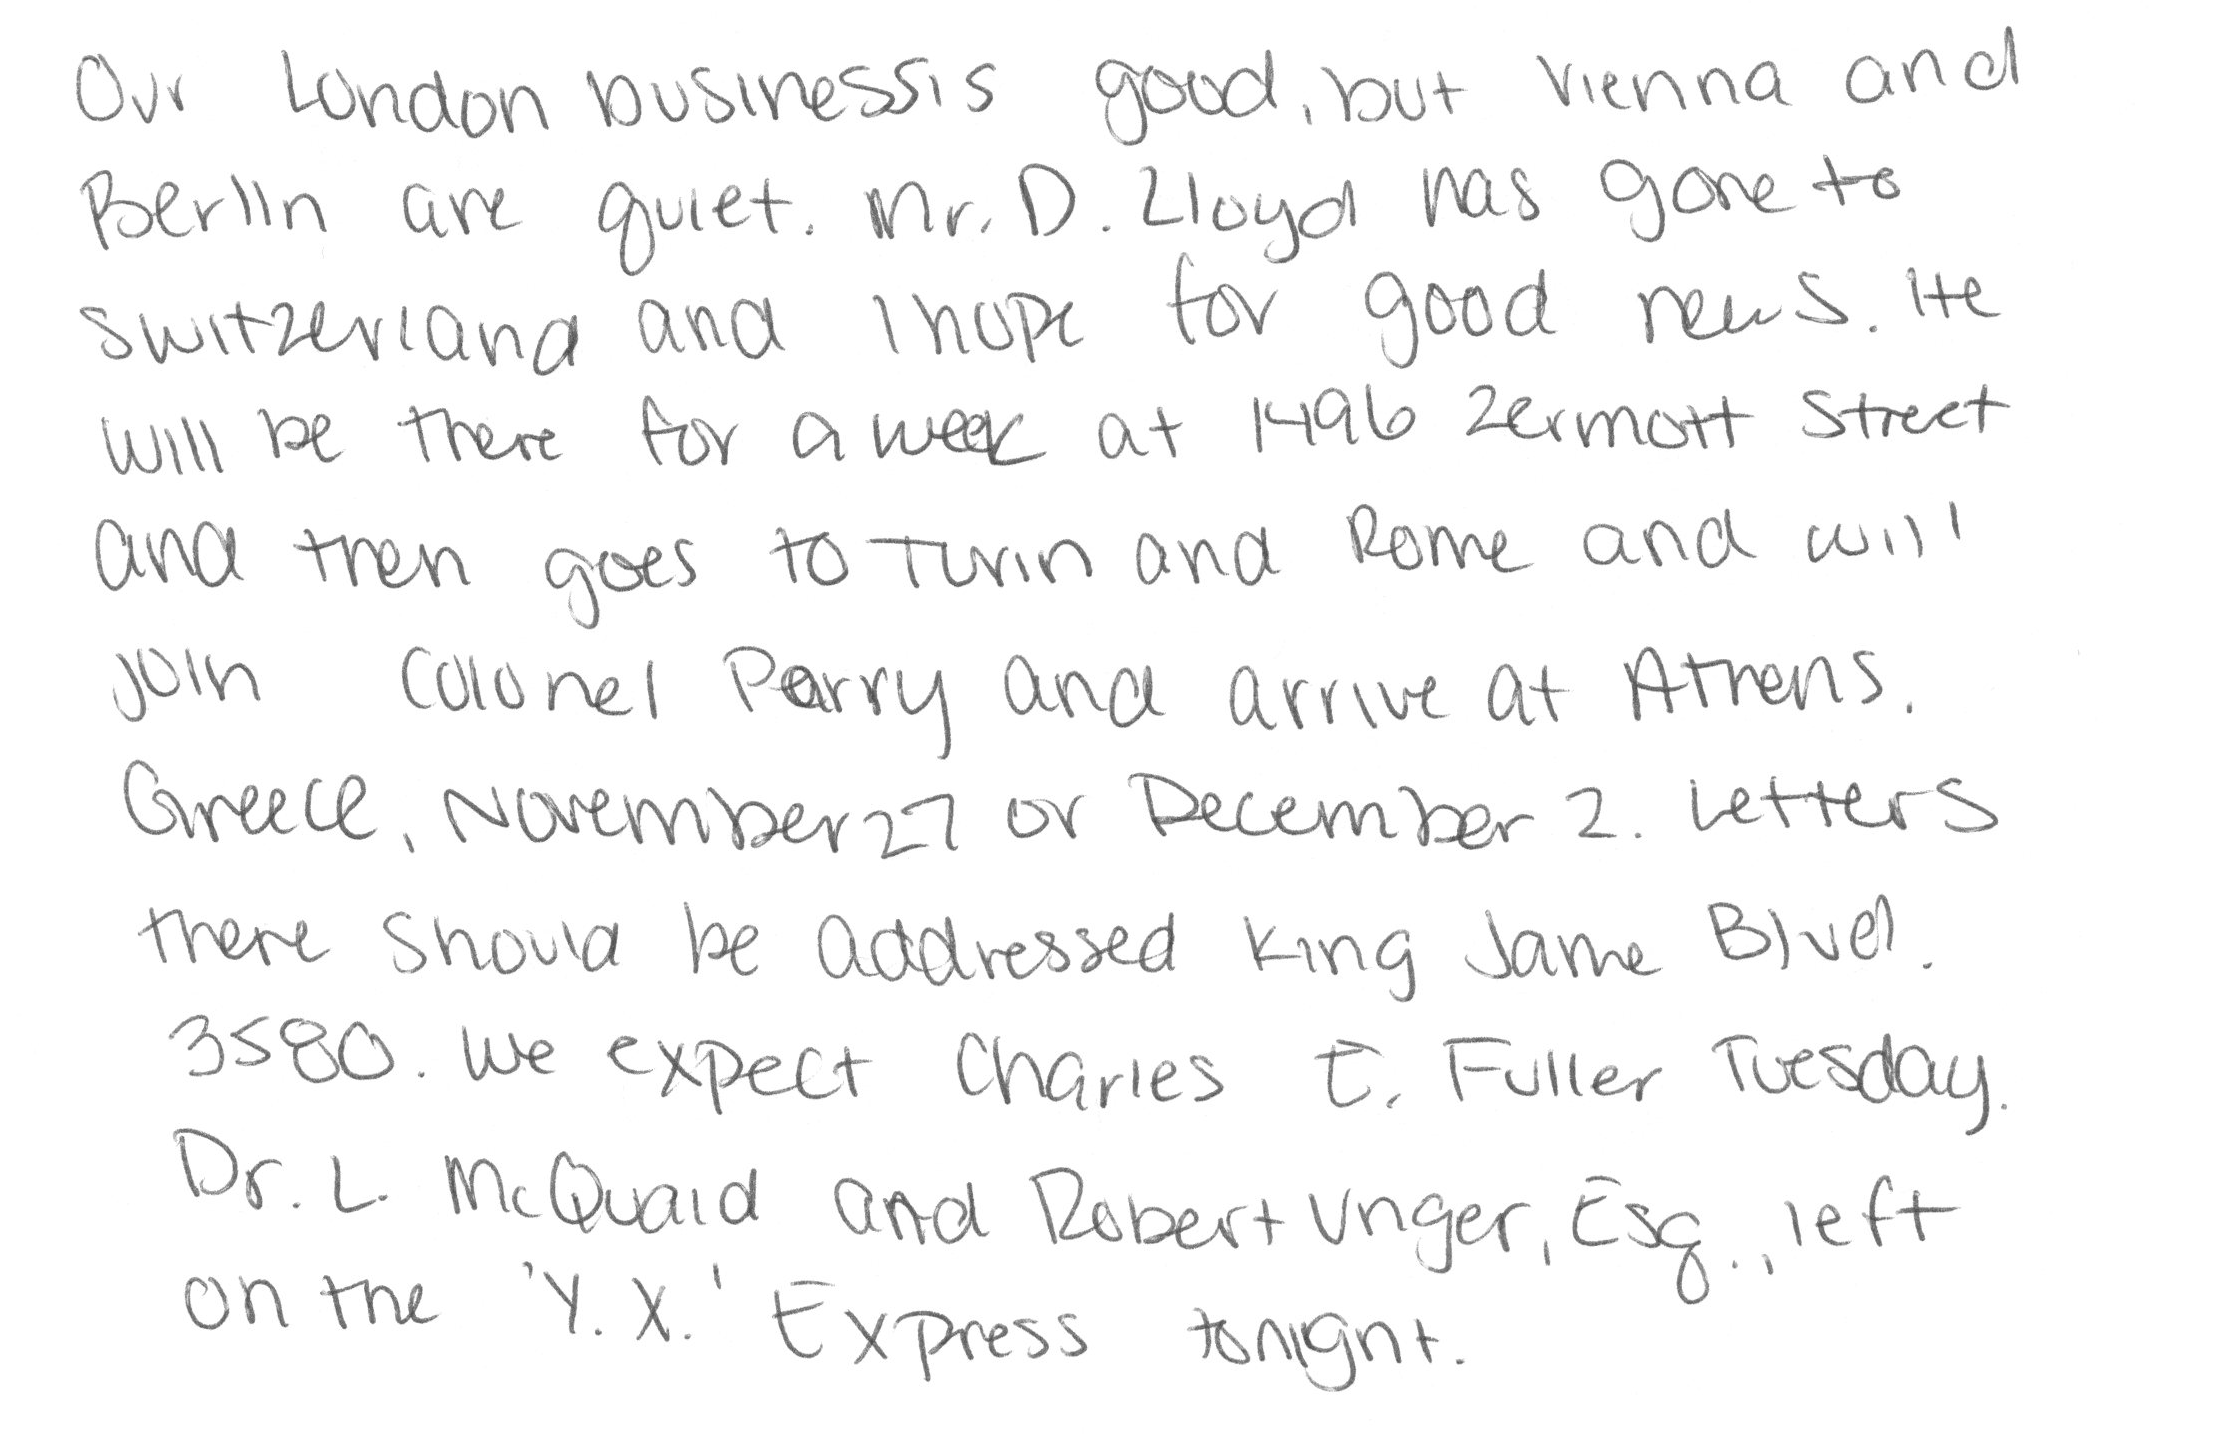 Our London business is good, but Vienna and
Berlin are quiet. Mr. D. Lloyd has gone to
Switzerland and I hope for good news. He
will be there for a week at 1496 Zermott Street
and then goes to Turin and Rome and will
join Colonel Parry and arrive at Athens.
Greece, November 27 or December 2. Letters
there should be addressed King Jame Blvd.
3580. We expect Charles E. Fuller Tuesday.
Dr. L. McQuaid and Robert Unger, Esq., left
on the 'Y.X.' Express tonight.